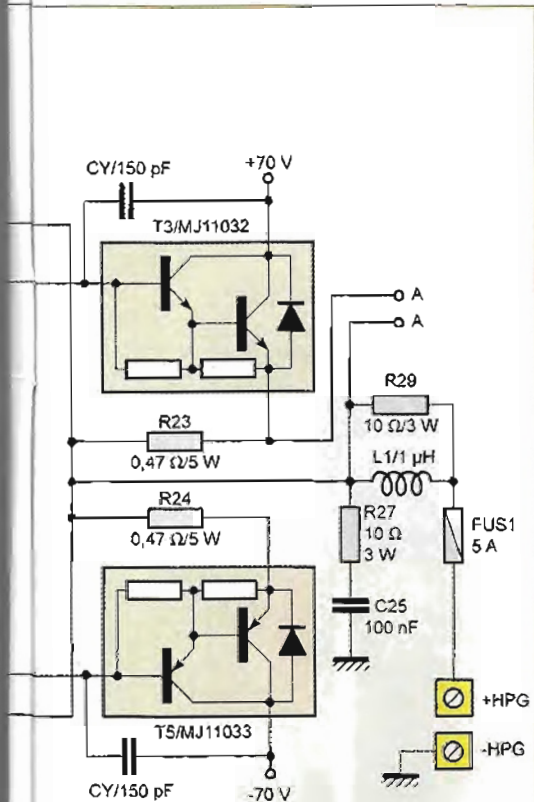 CY/150 pF
+70 V
T3/MJ11032
A
A
R29
10 Ω/3 W
R23
0,47 Ω/5 W
L1/1 µH
R24
0,47 Ω/5 W
R27
10 Ω
3 W
FUS1
5 A
C25
100 nF
+HPG
T5/MJ11033
-HPG
CY/150 pF
-70 V